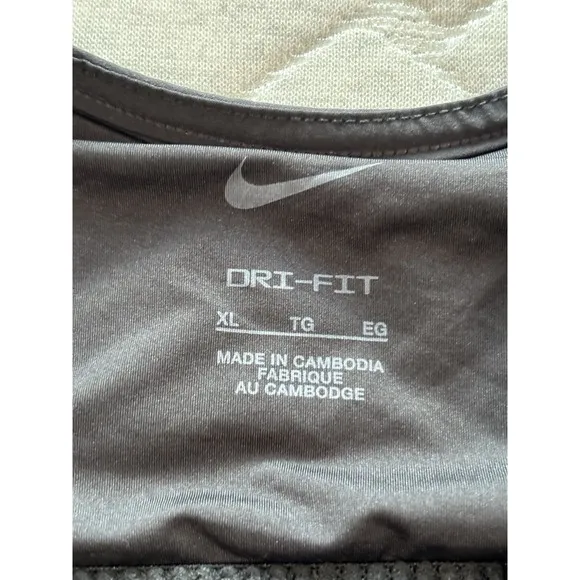 DRI-FIT
XL TG EG
MADE IN CAMBODIA
FABRIQUE
AU CAMBODGE